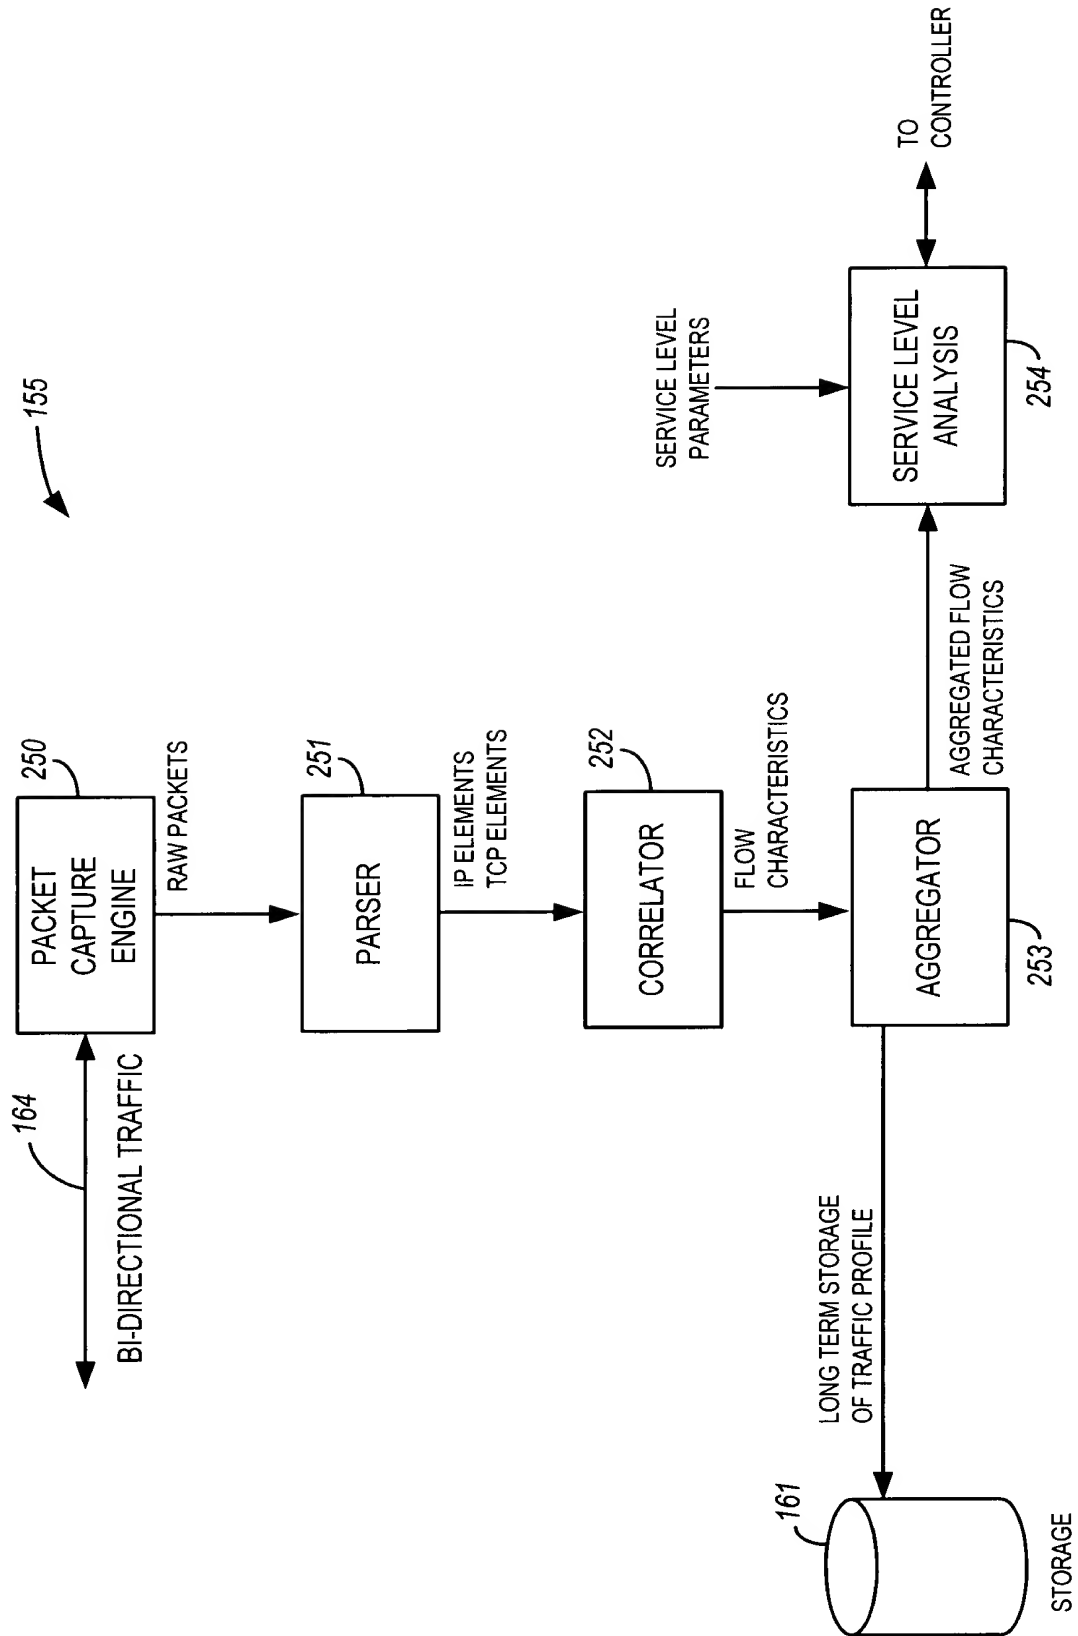 155
164
BI-DIRECTIONAL TRAFFIC
PACKET
CAPTURE
ENGINE
250
RAW PACKETS
PARSER
251
IP ELEMENTS
TCP ELEMENTS
CORRELATOR
252
FLOW
CHARACTERISTICS
AGGREGATOR
253
LONG TERM STORAGE
OF TRAFFIC PROFILE
161
STORAGE
AGGREGATED FLOW
CHARACTERISTICS
SERVICE LEVEL
PARAMETERS
SERVICE LEVEL
ANALYSIS
254
TO
CONTROLLER